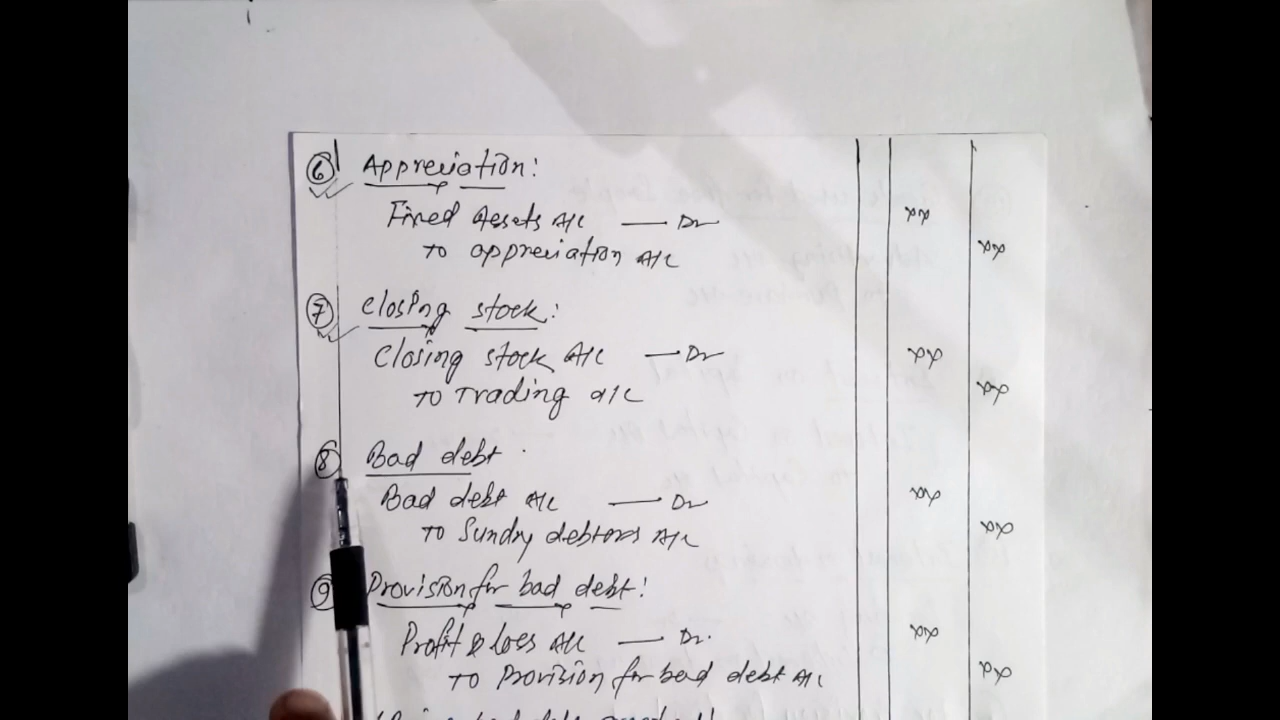 ⑥ Appreciation:
Fixed Assets A/c — Dr xx
To appreciation A/c xx
⑦ Closing stock:
Closing stock A/c — Dr xx
To Trading a/c xx
⑧ Bad debt
Bad debt A/c — Dr xx
To Sundry debtors A/c xx
⑨ Provision for bad debt:
Profit & loss A/c — Dr. xx
To Provision for bad debt A/c xx